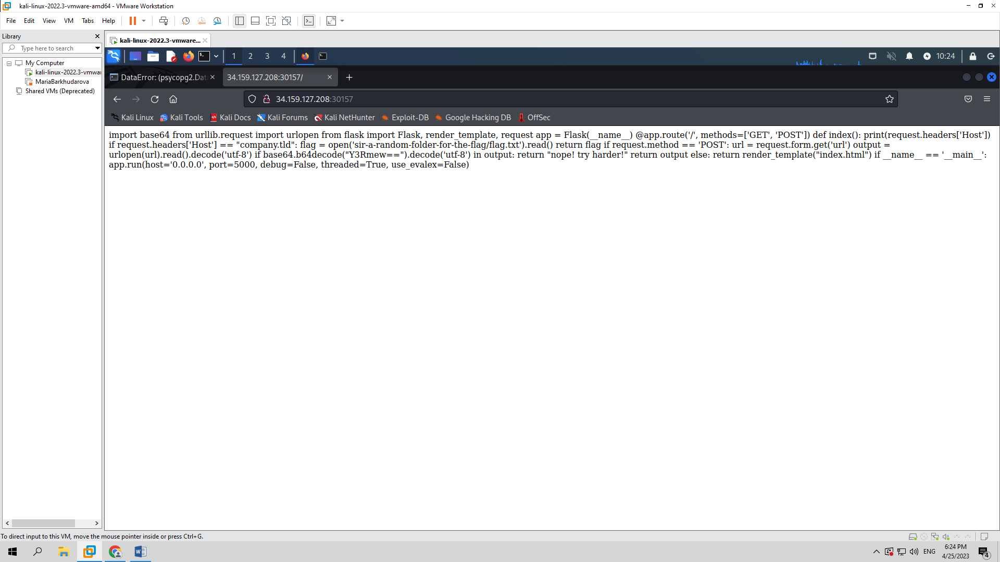 kali-linux-2022.3-vmware-amd64 - VMware Workstation
File Edit View VM Tabs Help
Library
Type here to search
My Computer
kali-linux-2022.3-vmwar
MariaBarkhudarova
Shared VMs (Deprecated)
kali-linux-2022.3-vmware...
1 2 3 4
10:24
DataError: (psycopg2.Dat
34.159.127.208:30157/
34.159.127.208:30157
Kali Linux Kali Tools Kali Docs Kali Forums Kali NetHunter Exploit-DB Google Hacking DB OffSec
import base64 from urllib.request import urlopen from flask import Flask, render_template, request app = Flask(__name__) @app.route('/', methods=['GET', 'POST']) def index(): print(request.headers['Host'])
if request.headers['Host'] == "company.tld": flag = open('sir-a-random-folder-for-the-flag/flag.txt').read() return flag if request.method == 'POST': url = request.form.get('url') output =
urlopen(url).read().decode('utf-8') if base64.b64decode("Y3Rmew==").decode('utf-8') in output: return "nope! try harder!" return output else: return render_template("index.html") if __name__ == '__main__':
app.run(host='0.0.0.0', port=5000, debug=False, threaded=True, use_evalex=False)
To direct input to this VM, move the mouse pointer inside or press Ctrl+G.
ENG
6:24 PM
4/25/2023
4